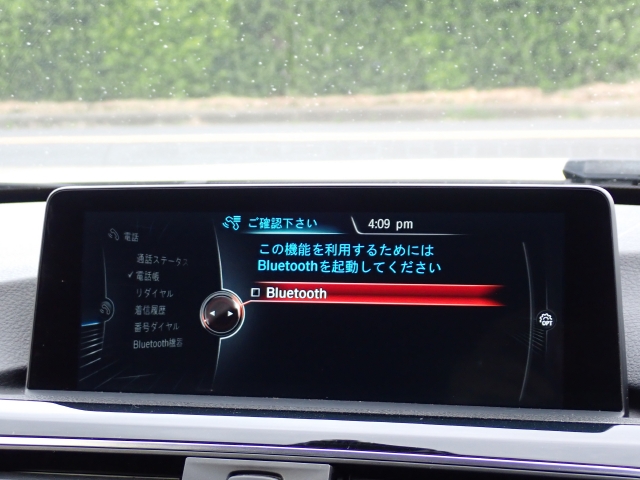 ご確認下さい
4:09 pm
この機能を利用するためには
Bluetoothを起動してください
Bluetooth
電話
通話ステータス
電話帳
リダイヤル
着信履歴
番号ダイヤル
Bluetooth機器
OPT